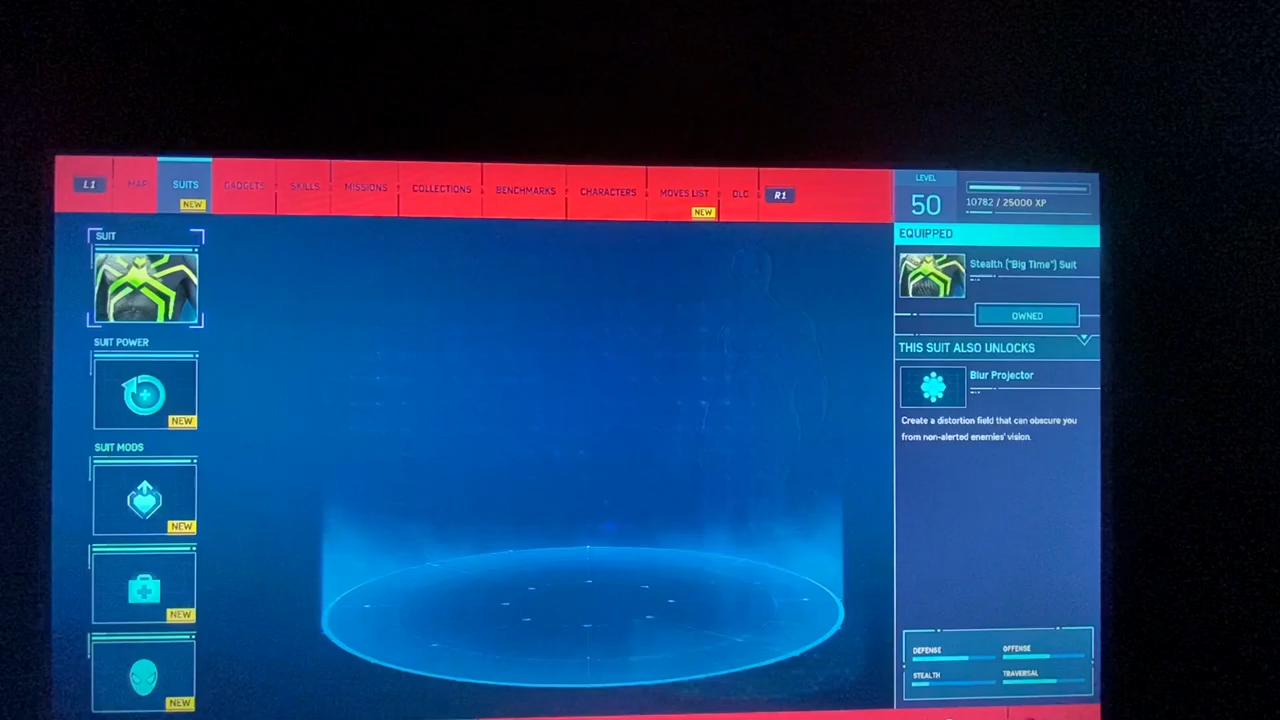 L1 MAP SUITS GADGETS SKILLS MISSIONS COLLECTIONS BENCHMARKS CHARACTERS MOVES LIST DLC R1
NEW NEW
LEVEL
50
10782 / 25000 XP
SUIT
SUIT POWER
NEW
SUIT MODS
NEW
NEW
NEW
EQUIPPED
Stealth ("Big Time") Suit
OWNED
THIS SUIT ALSO UNLOCKS
Blur Projector
Create a distortion field that can obscure you
from non-alerted enemies' vision.
DEFENSE OFFENSE
STEALTH TRAVERSAL